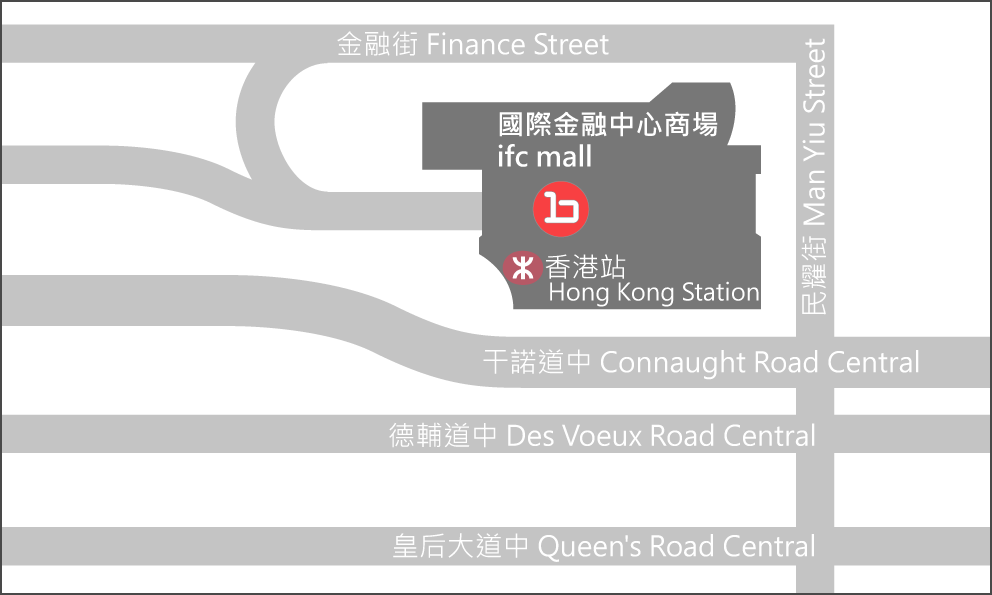 金融街 Finance Street
民耀街 Man Yiu Street
國際金融中心商場
ifc mall
香港站
Hong Kong Station
干諾道中 Connaught Road Central
德輔道中 Des Voeux Road Central
皇后大道中 Queen's Road Central